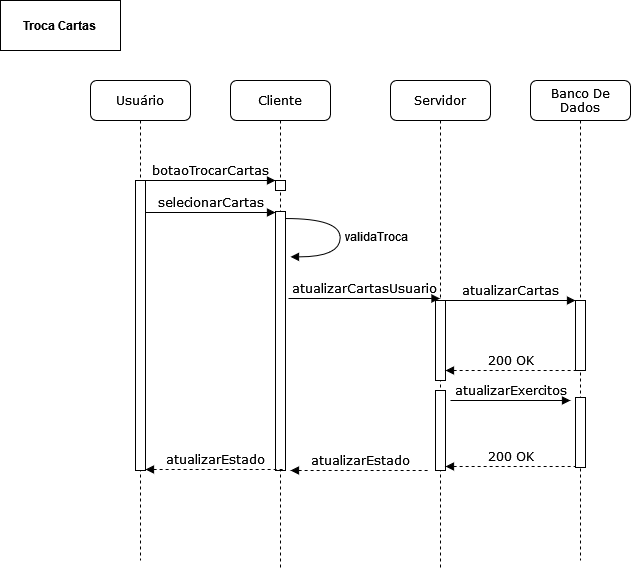 Troca Cartas
Usuário
Cliente
Servidor
Banco De
Dados
botaoTrocarCartas
selecionarCartas
validaTroca
atualizarCartasUsuario
atualizarCartas
200 OK
atualizarExercitos
200 OK
atualizarEstado
atualizarEstado